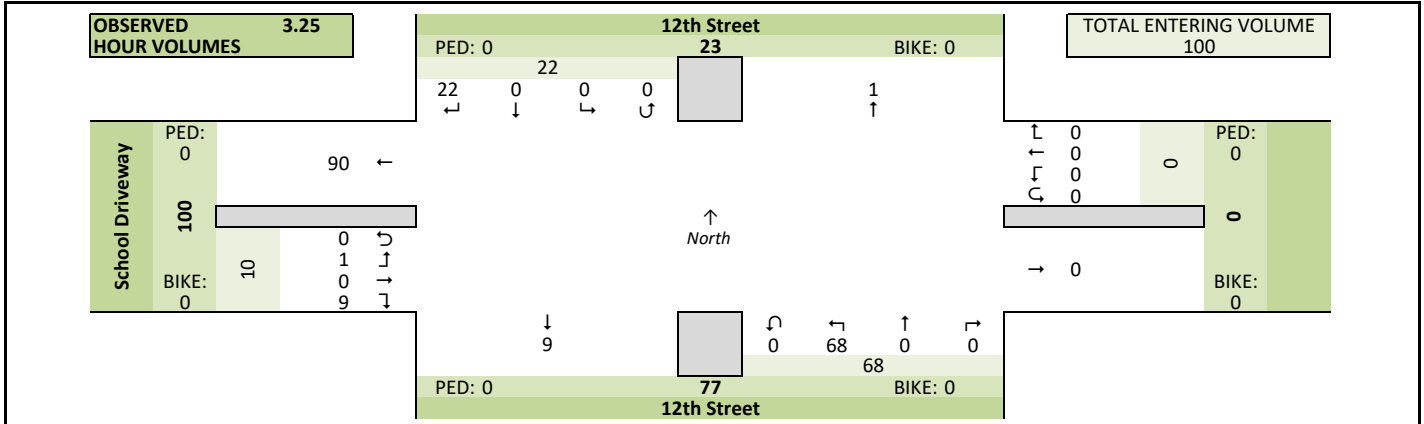 OBSERVED 3.25
HOUR VOLUMES
12th Street
PED: 0 23 BIKE: 0
TOTAL ENTERING VOLUME
100
22
22 0 0 0
↵ ↓ ↳ ↺
1
↑
School Driveway
PED:
0
100
BIKE:
0
90 ←
10
0 ⮌
1 ⬏
0 →
9 ⬎
↑
North
↑ 0
← 0
↓ 0
↶ 0
0
→ 0
PED:
0
0
BIKE:
0
↓
9
↶ ↰ ↑ ↱
0 68 0 0
68
PED: 0 77 BIKE: 0
12th Street